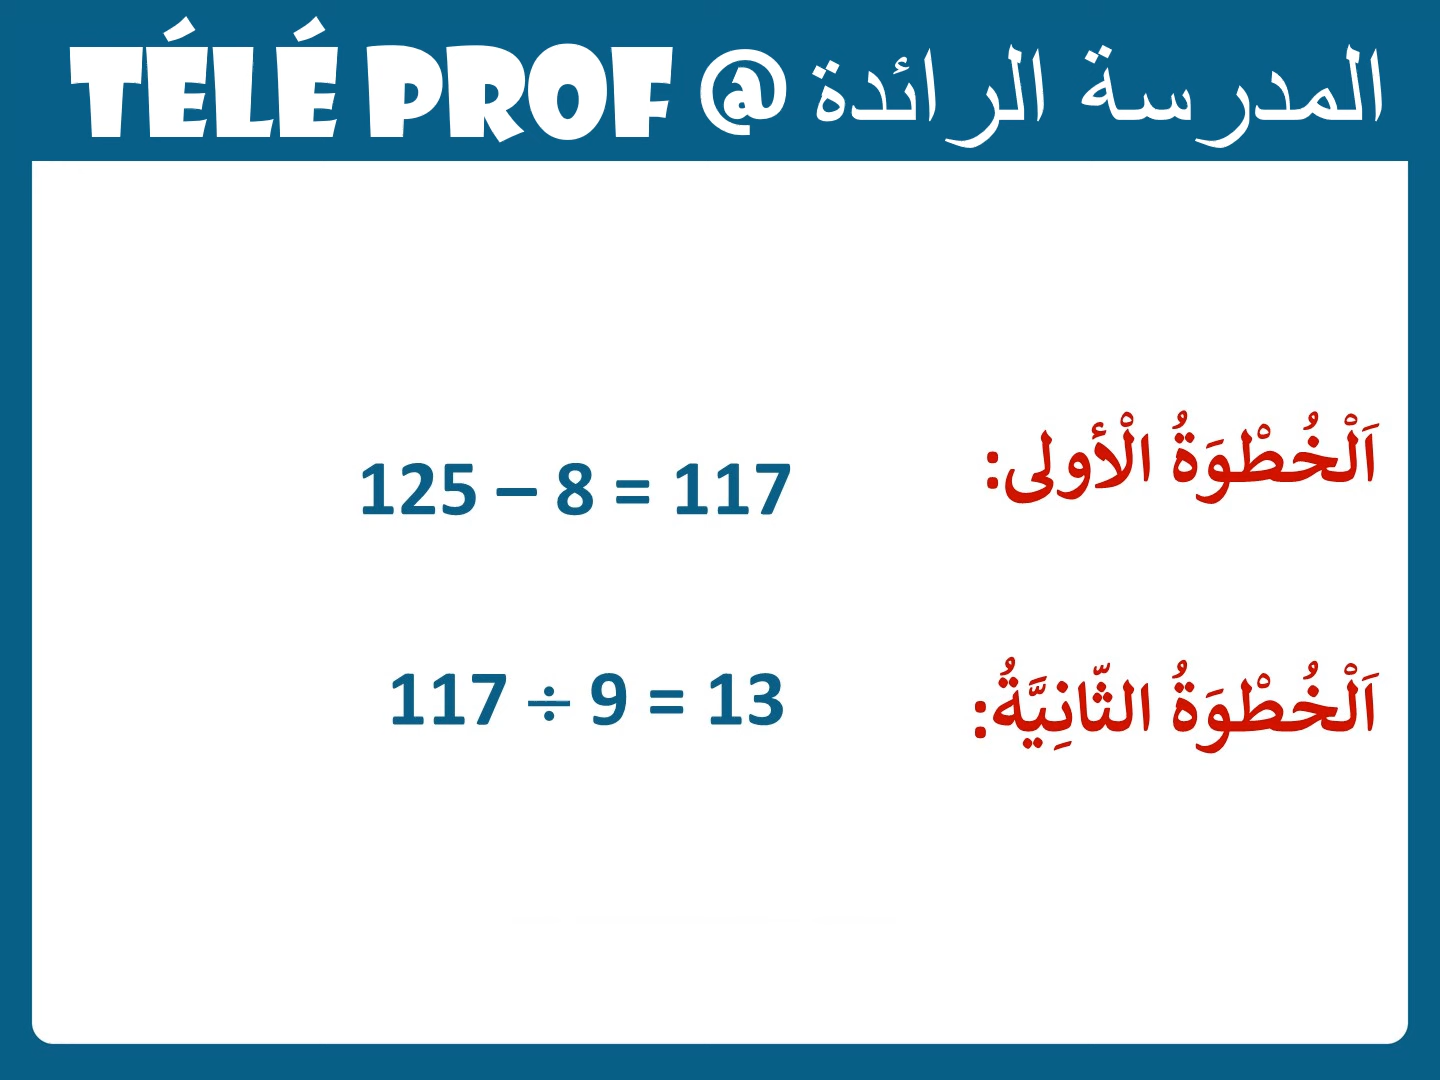 TÉLÉ PROF @ المدرسة الرائدة
اَلْخُطْوَةُ الْأولى:
125 – 8 = 117
اَلْخُطْوَةُ الثّانِيَّةُ:
117 ÷ 9 = 13